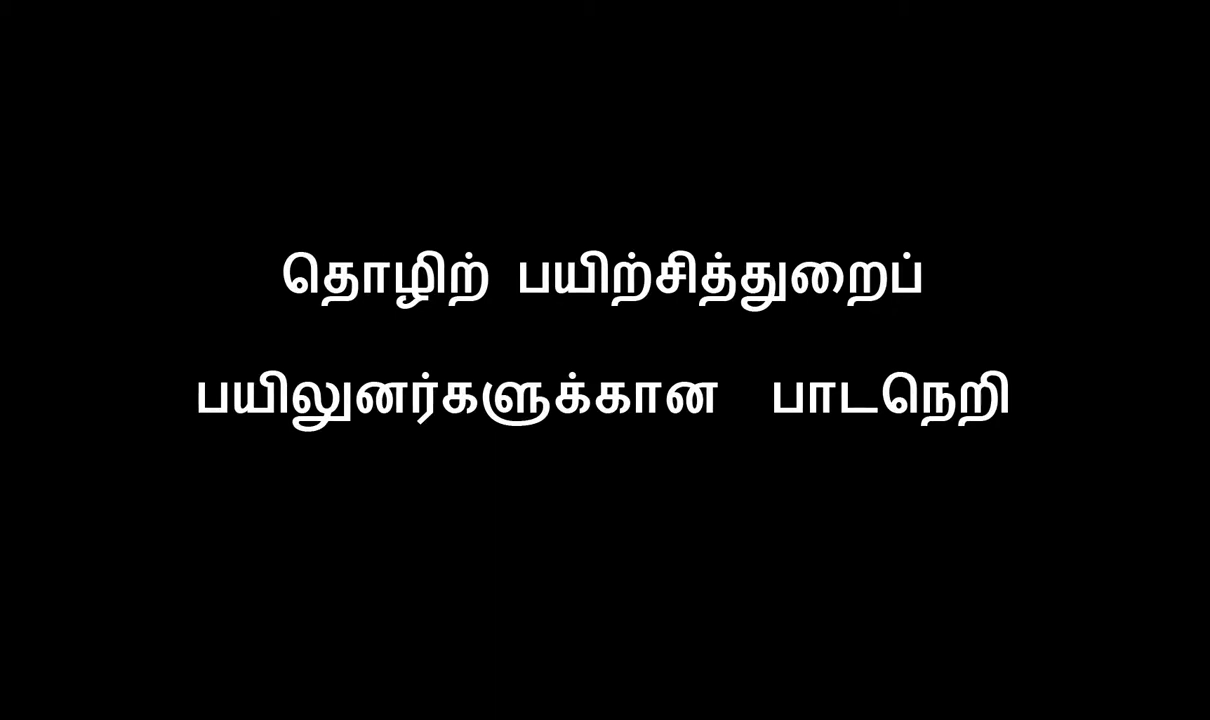 தொழிற் பயிற்சித்துறைப்
பயிலுனர்களுக்கான பாடநெறி